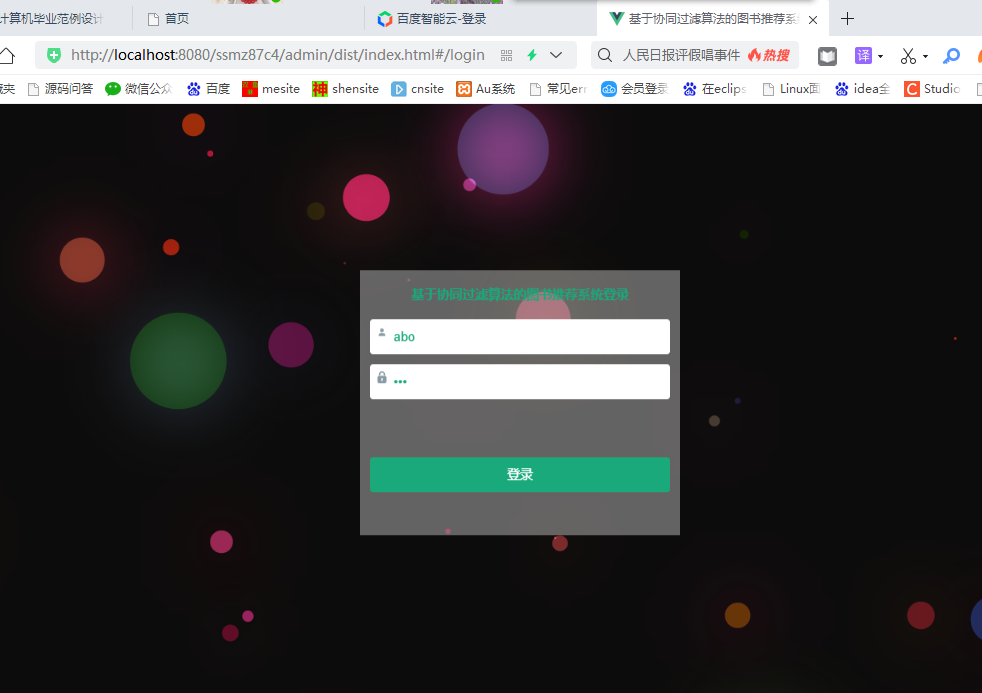 计算机毕业范例设计
首页
百度智能云-登录
基于协同过滤算法的图书推荐系
http://localhost:8080/ssmz87c4/admin/dist/index.html#/login
人民日报评假唱事件 热搜
译
源码问答
微信公众
百度
mesite
神 shensite
cnsite
Au系统
常见err
会员登录
在eclips
Linux面
idea全
C Studio
基于协同过滤算法的图书推荐系统登录
abo
•••
登录